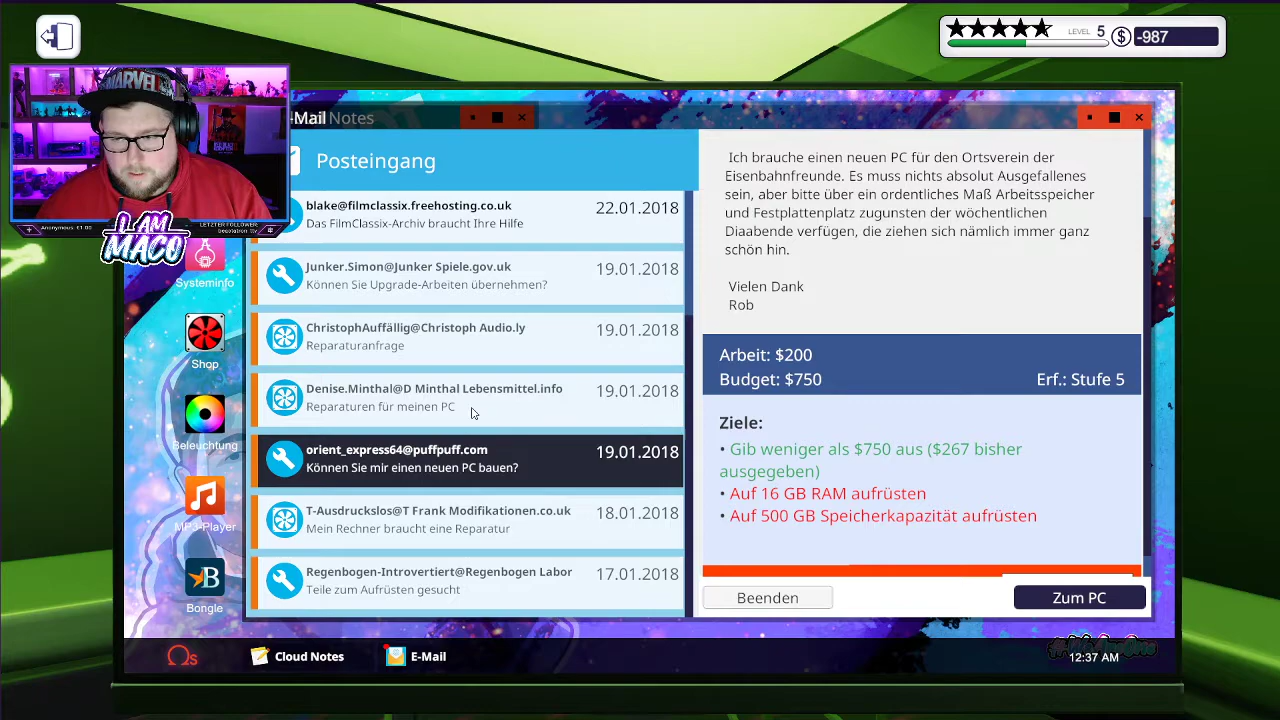 LEVEL 5 $ -987
MARVEL
E-Mail Notes
Posteingang
blake@filmclassix.freehosting.co.uk 22.01.2018
Das FilmClassix-Archiv braucht Ihre Hilfe
Junker.Simon@Junker Spiele.gov.uk 19.01.2018
Können Sie Upgrade-Arbeiten übernehmen?
ChristophAuffällig@Christoph Audio.ly 19.01.2018
Reparaturanfrage
Denise.Minthal@D Minthal Lebensmittel.info 19.01.2018
Reparaturen für meinen PC
orient_express64@puffpuff.com 19.01.2018
Können Sie mir einen neuen PC bauen?
T-Ausdruckslos@T Frank Modifikationen.co.uk 18.01.2018
Mein Rechner braucht eine Reparatur
Regenbogen-Introvertiert@Regenbogen Labor 17.01.2018
Teile zum Aufrüsten gesucht
Ich brauche einen neuen PC für den Ortsverein der
Eisenbahnfreunde. Es muss nichts absolut Ausgefallenes
sein, aber bitte über ein ordentliches Maß Arbeitsspeicher
und Festplattenplatz zugunsten der wöchentlichen
Diaabende verfügen, die ziehen sich nämlich immer ganz
schön hin.
Vielen Dank
Rob
Arbeit: $200
Budget: $750 Erf.: Stufe 5
Ziele:
• Gib weniger als $750 aus ($267 bisher
ausgegeben)
• Auf 16 GB RAM aufrüsten
• Auf 500 GB Speicherkapazität aufrüsten
Beenden Zum PC
Anonymous: €1.00
LETZTER FOLLOWER
I AM
MACO
Systeminfo
Shop
Beleuchtung
MP3-Player
B
Bongle
Ωs Cloud Notes E-Mail
12:37 AM